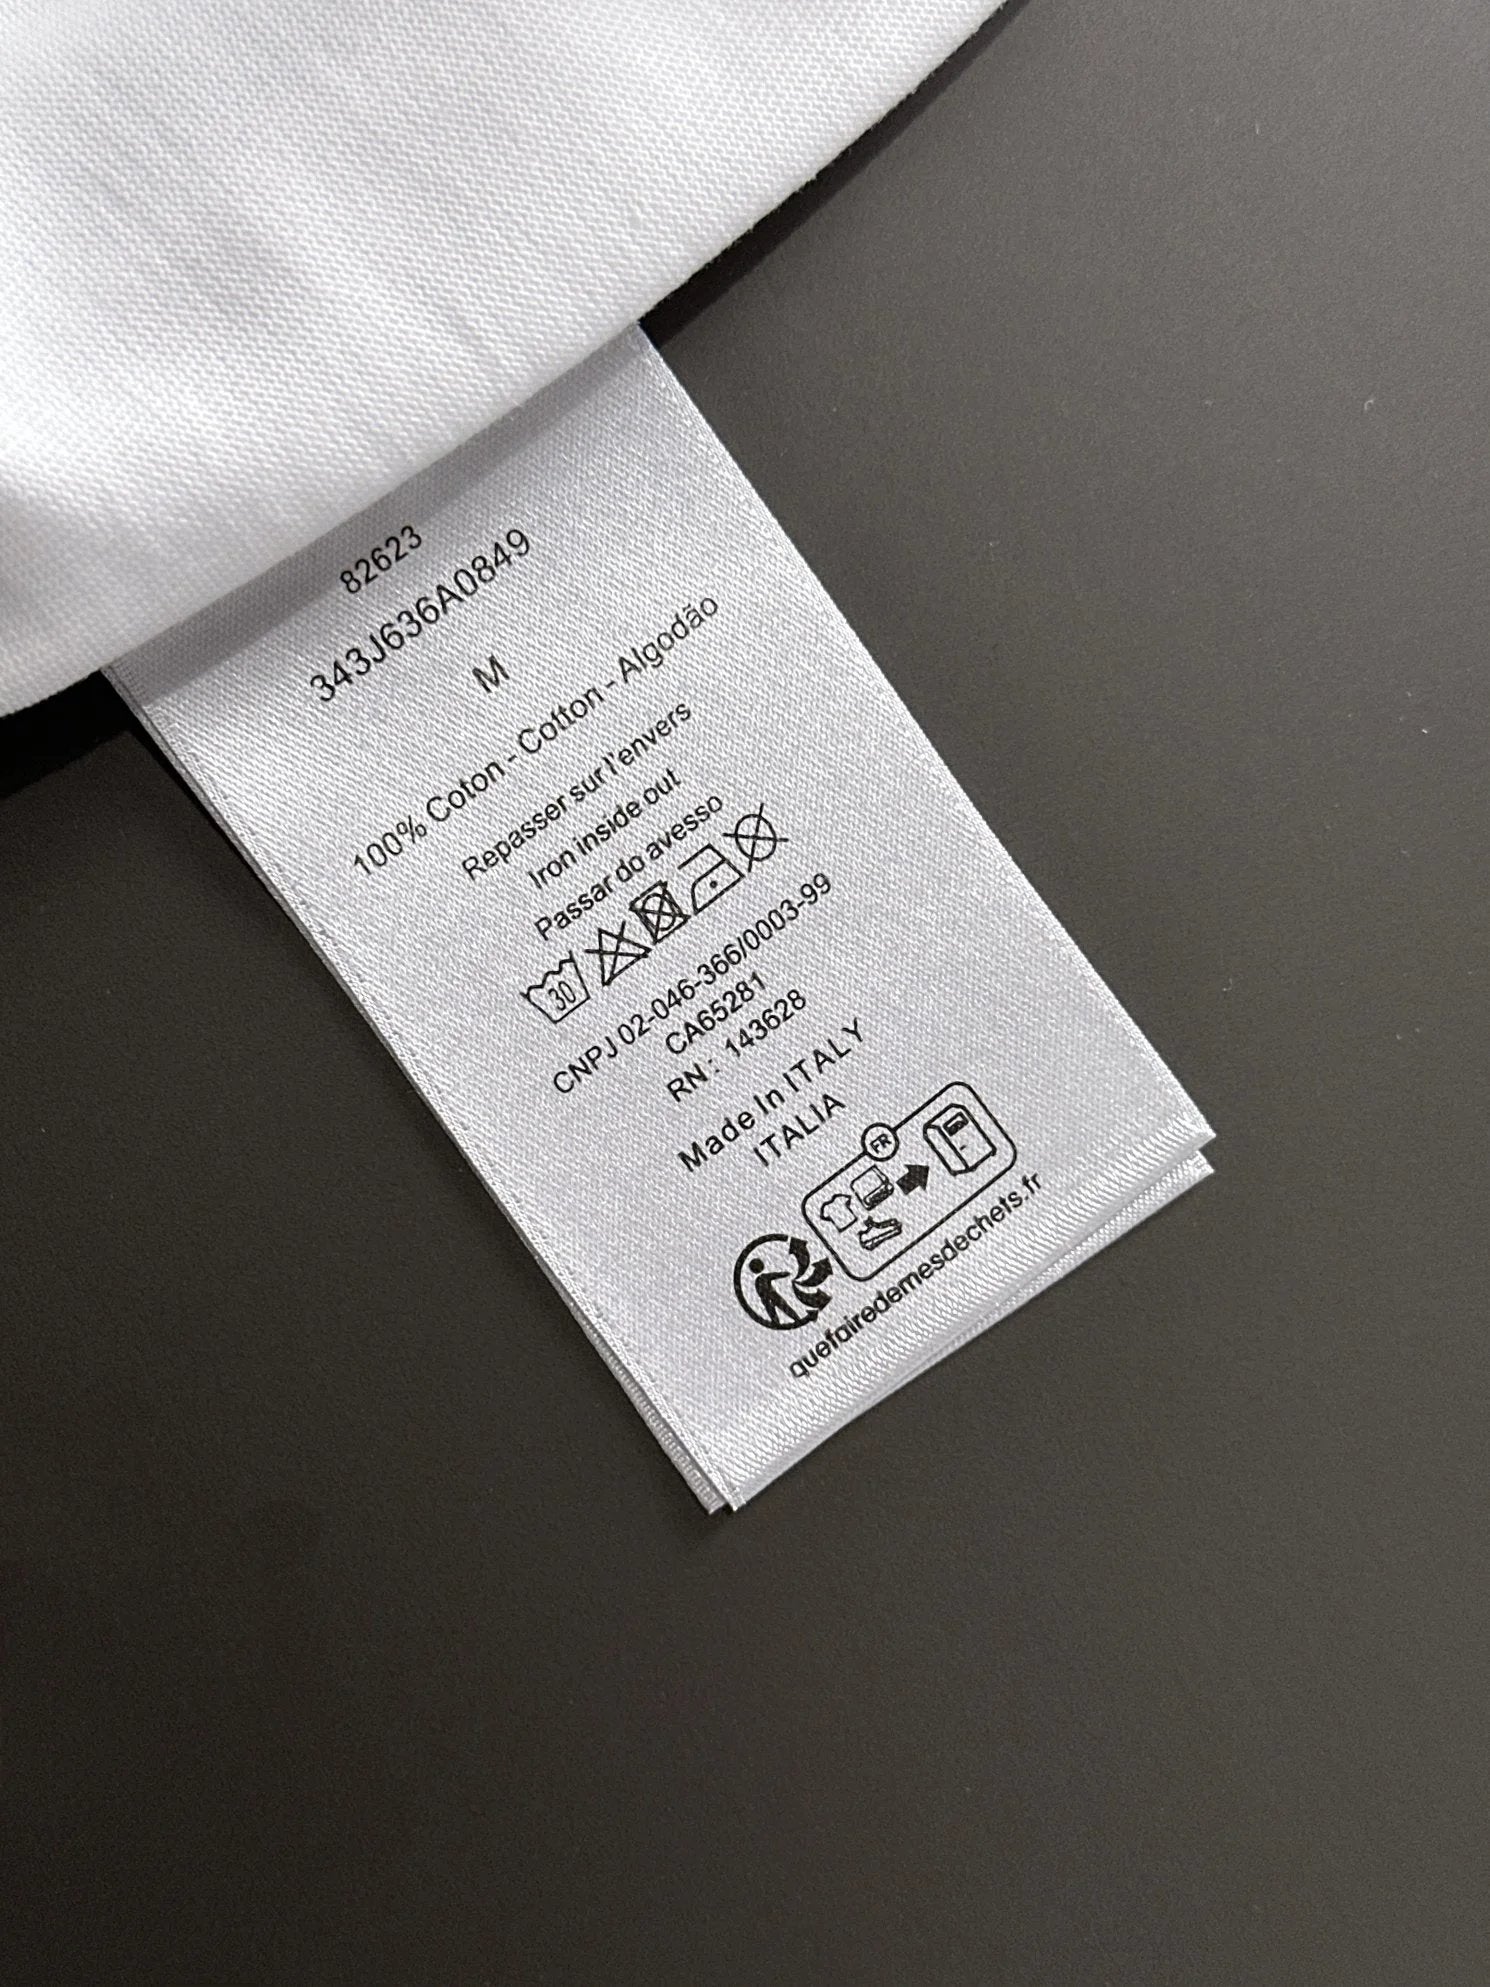 82623
343J636A0849
M
100% Coton - Cotton - Algodão
Repasser sur l'envers
Iron inside out
Passar do avesso
30
CNPJ 02-046-366/0003-99
CA65281
RN : 143628
Made In ITALY
ITALIA
FR
quefairedemesdechets.fr